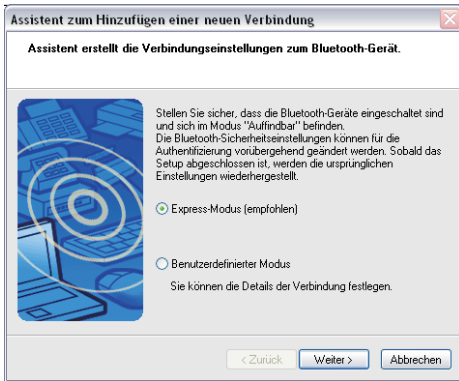 Assistent zum Hinzufügen einer neuen Verbindung
Assistent erstellt die Verbindungseinstellungen zum Bluetooth-Gerät.
Stellen Sie sicher, dass die Bluetooth-Geräte eingeschaltet sind
und sich im Modus "Auffindbar" befinden.
Die Bluetooth-Sicherheitseinstellungen können für die
Authentifizierung vorübergehend geändert werden. Sobald das
Setup abgeschlossen ist, werden die ursprünglichen
Einstellungen wiederhergestellt.
Express-Modus (empfohlen)
Benutzerdefinierter Modus
Sie können die Details der Verbindung festlegen.
< Zurück Weiter > Abbrechen